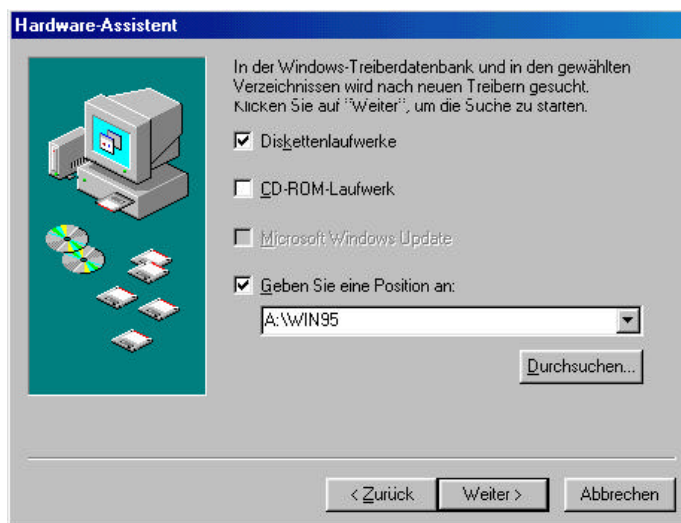 Hardware-Assistent
In der Windows-Treiberdatenbank und in den gewählten
Verzeichnissen wird nach neuen Treibern gesucht.
Klicken Sie auf "Weiter", um die Suche zu starten.
Diskettenlaufwerke
CD-ROM-Laufwerk
Microsoft Windows Update
Geben Sie eine Position an:
A:\WIN95
Durchsuchen...
< Zurück
Weiter >
Abbrechen